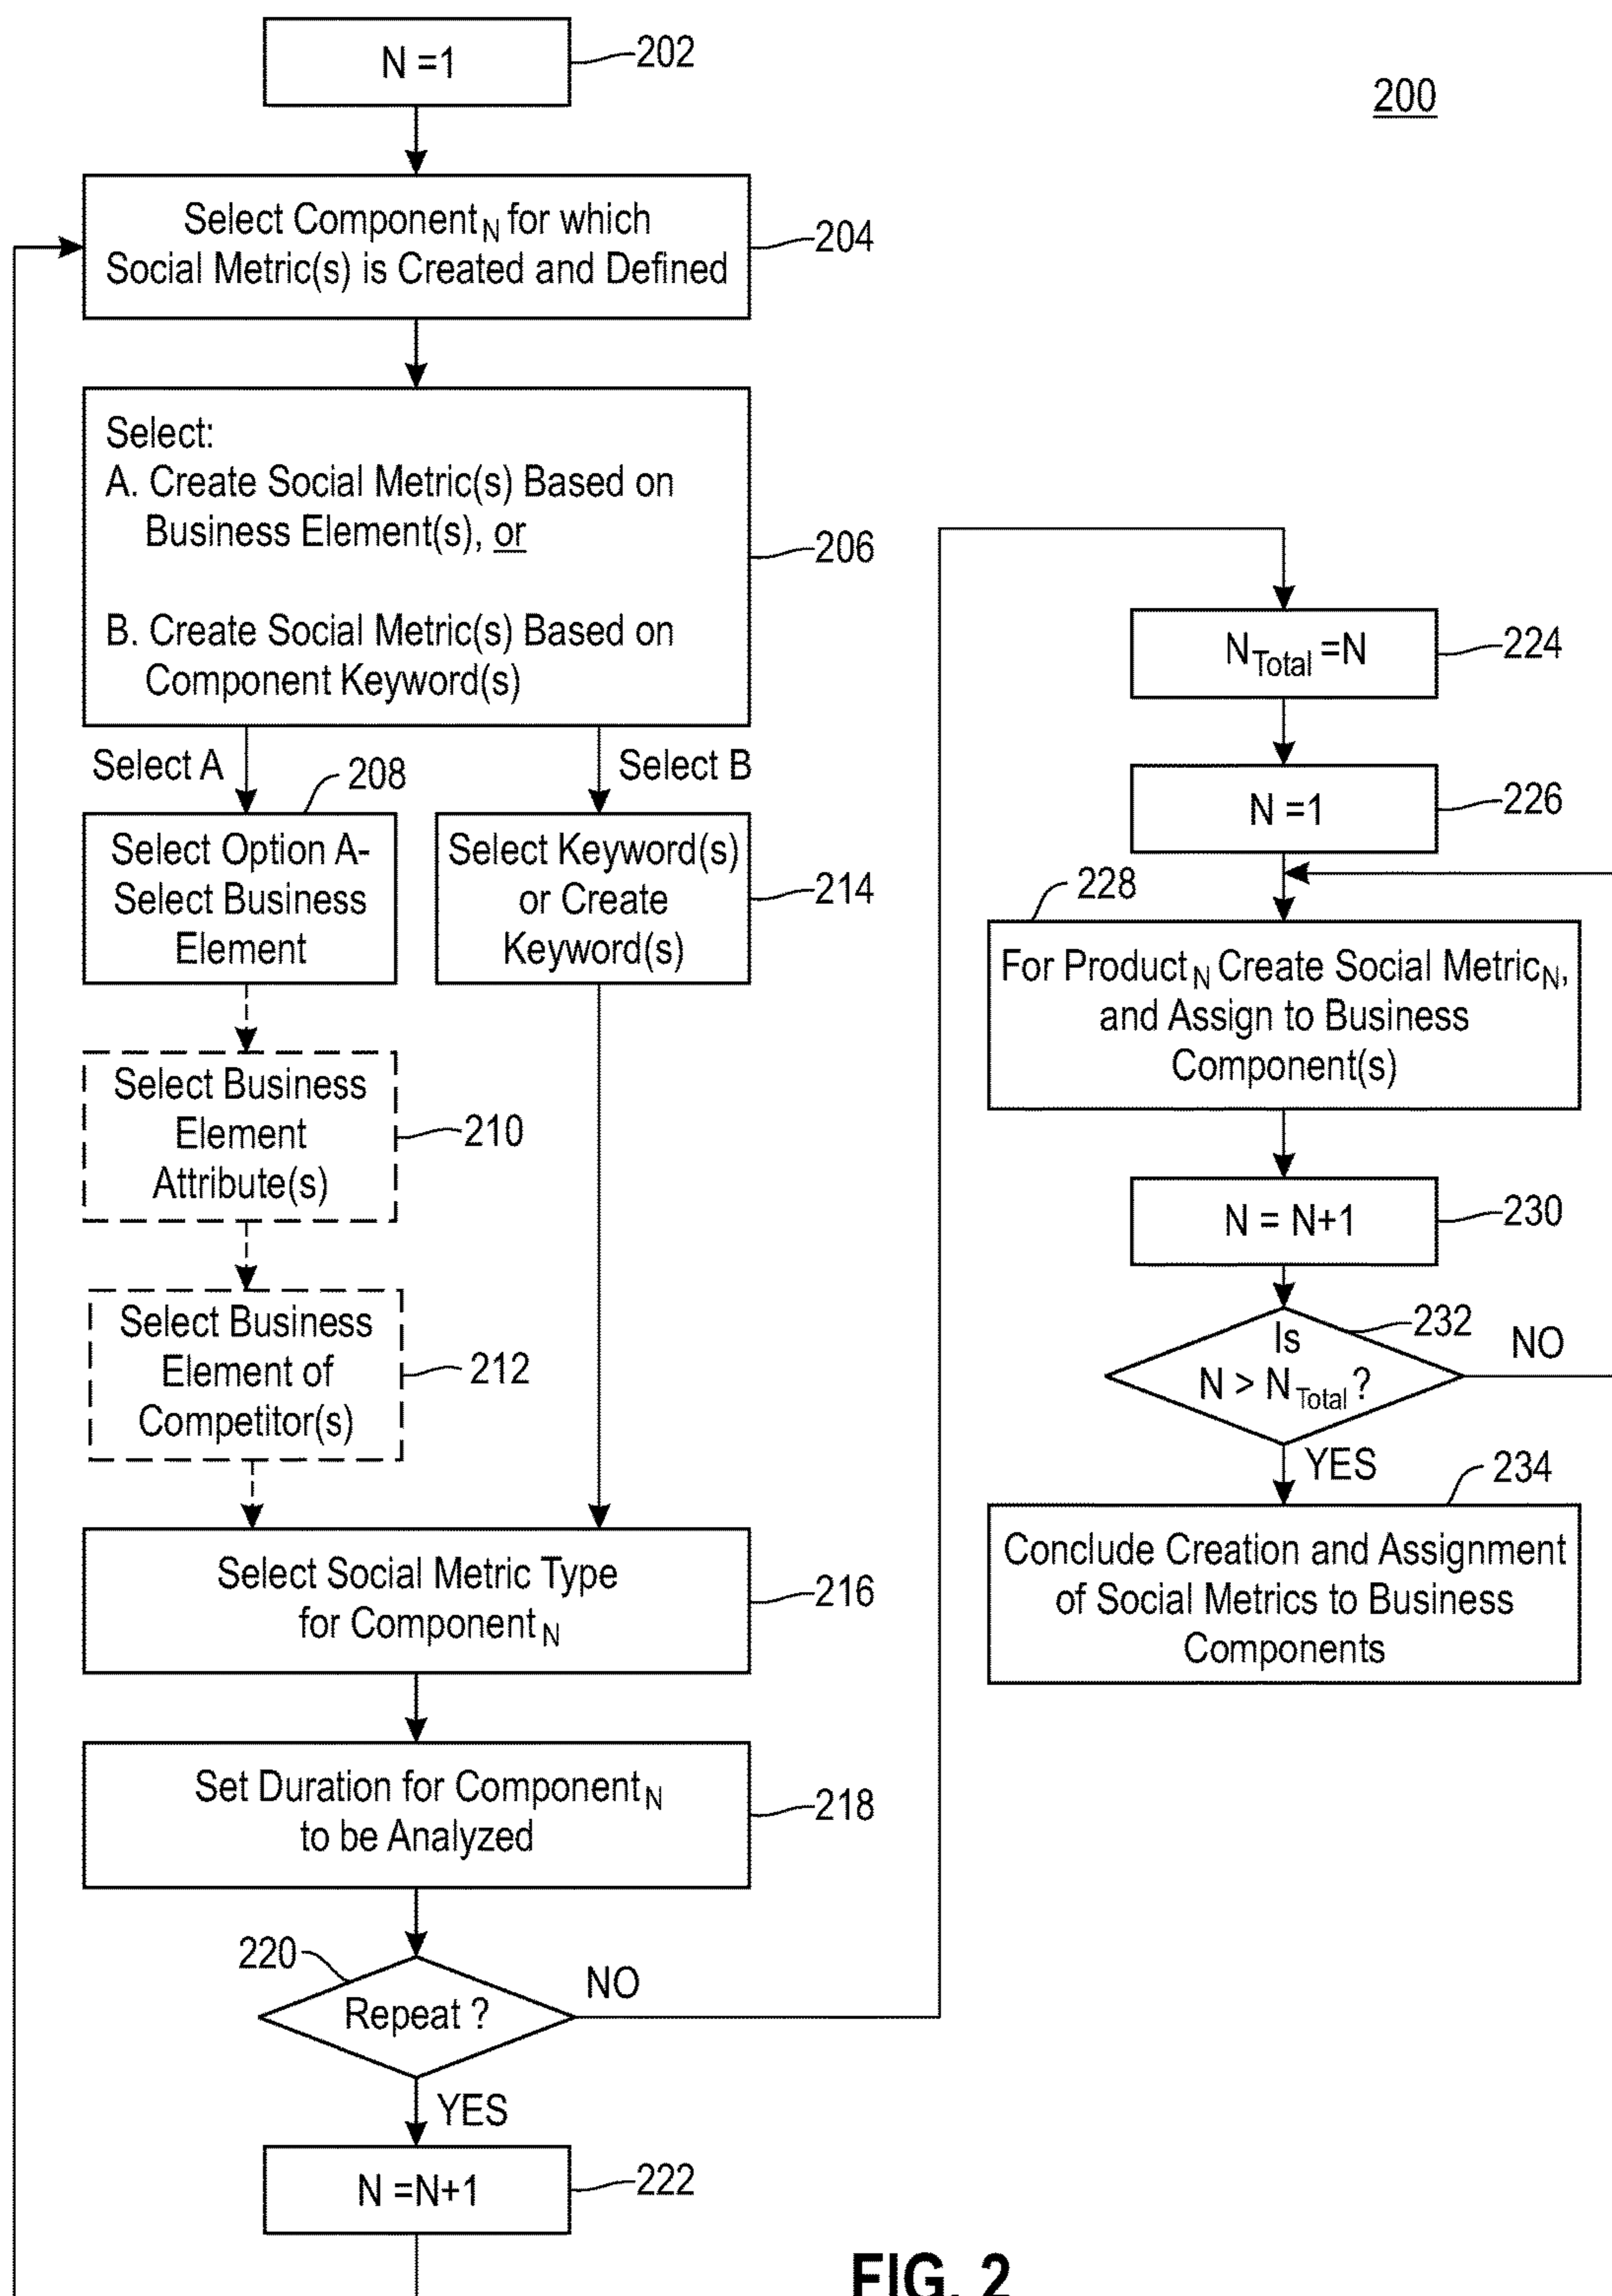 N =1
202
200
Select Component N for which
Social Metric(s) is Created and Defined
204
Select:
A. Create Social Metric(s) Based on
Business Element(s), or
B. Create Social Metric(s) Based on
Component Keyword(s)
206
Select A
Select B
208
Select Option A-
Select Business
Element
Select Keyword(s)
or Create
Keyword(s)
214
Select Business
Element
Attribute(s)
210
Select Business
Element of
Competitor(s)
212
Select Social Metric Type
for Component N
216
Set Duration for Component N
to be Analyzed
218
220
Repeat ?
NO
YES
N =N+1
222
N Total =N
224
N =1
226
228
For Product N Create Social Metric N,
and Assign to Business
Component(s)
N = N+1
230
Is
N > N Total ?
232
NO
YES
234
Conclude Creation and Assignment
of Social Metrics to Business
Components
FIG. 2